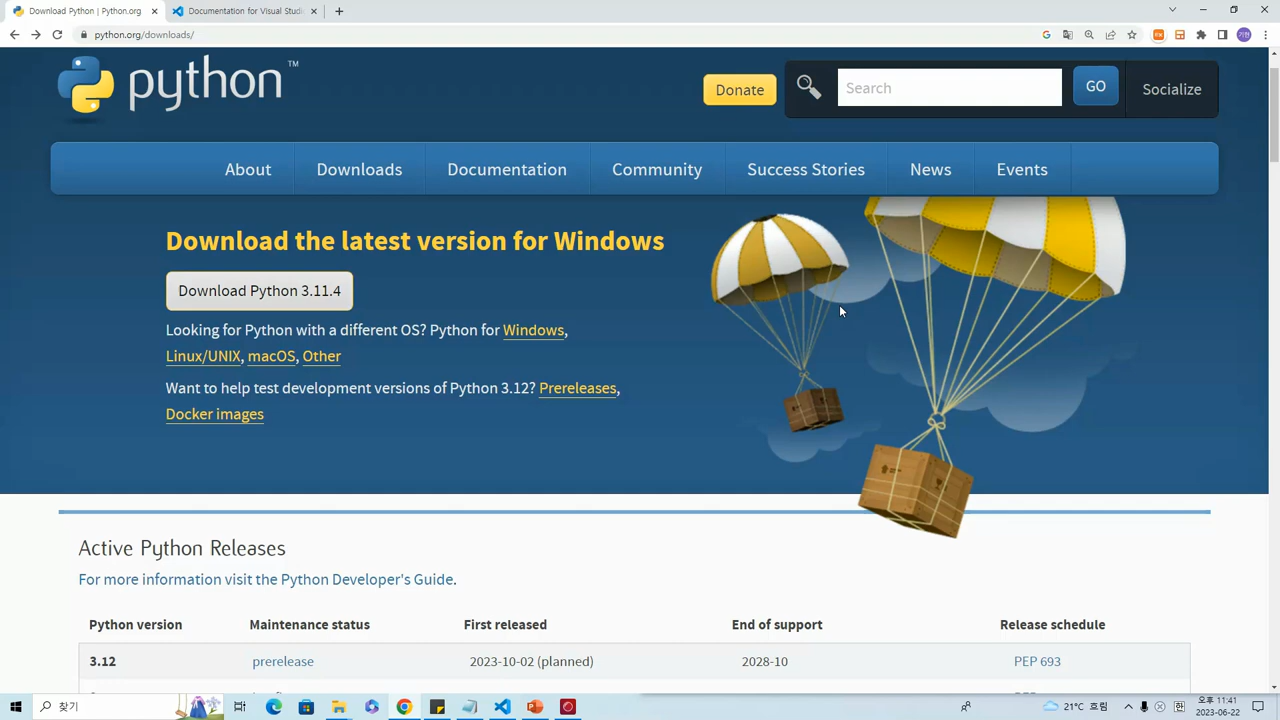 Download Python | Python.org
Documentation for Visual Studi
python.org/downloads/
기헌
python™
Donate
Search
GO
Socialize
About
Downloads
Documentation
Community
Success Stories
News
Events
Download the latest version for Windows
Download Python 3.11.4
Looking for Python with a different OS? Python for Windows,
Linux/UNIX, macOS, Other
Want to help test development versions of Python 3.12? Prereleases,
Docker images
Active Python Releases
For more information visit the Python Developer's Guide.
Python version Maintenance status First released End of support Release schedule
3.12 prerelease 2023-10-02 (planned) 2028-10 PEP 693
찾기
21°C 흐림
오후 11:41
2023-06-22